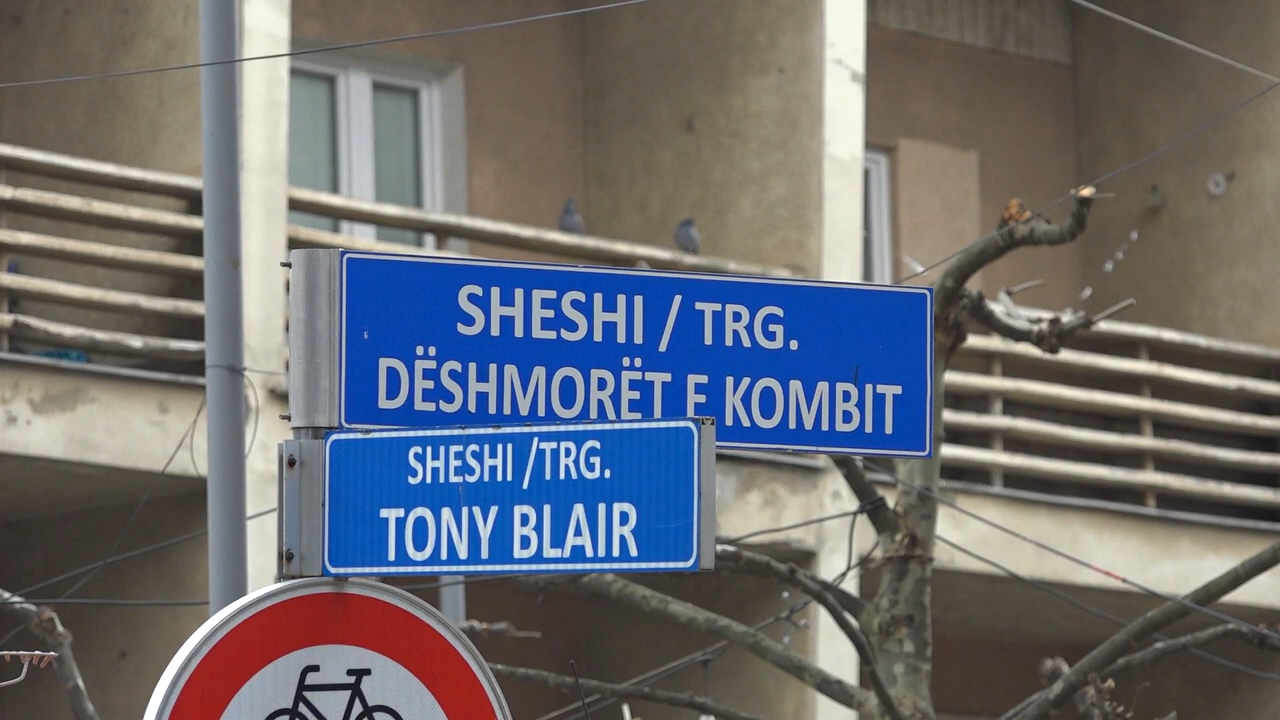 SHESHI / TRG.
DËSHMORËT E KOMBIT
SHESHI /TRG.
TONY BLAIR